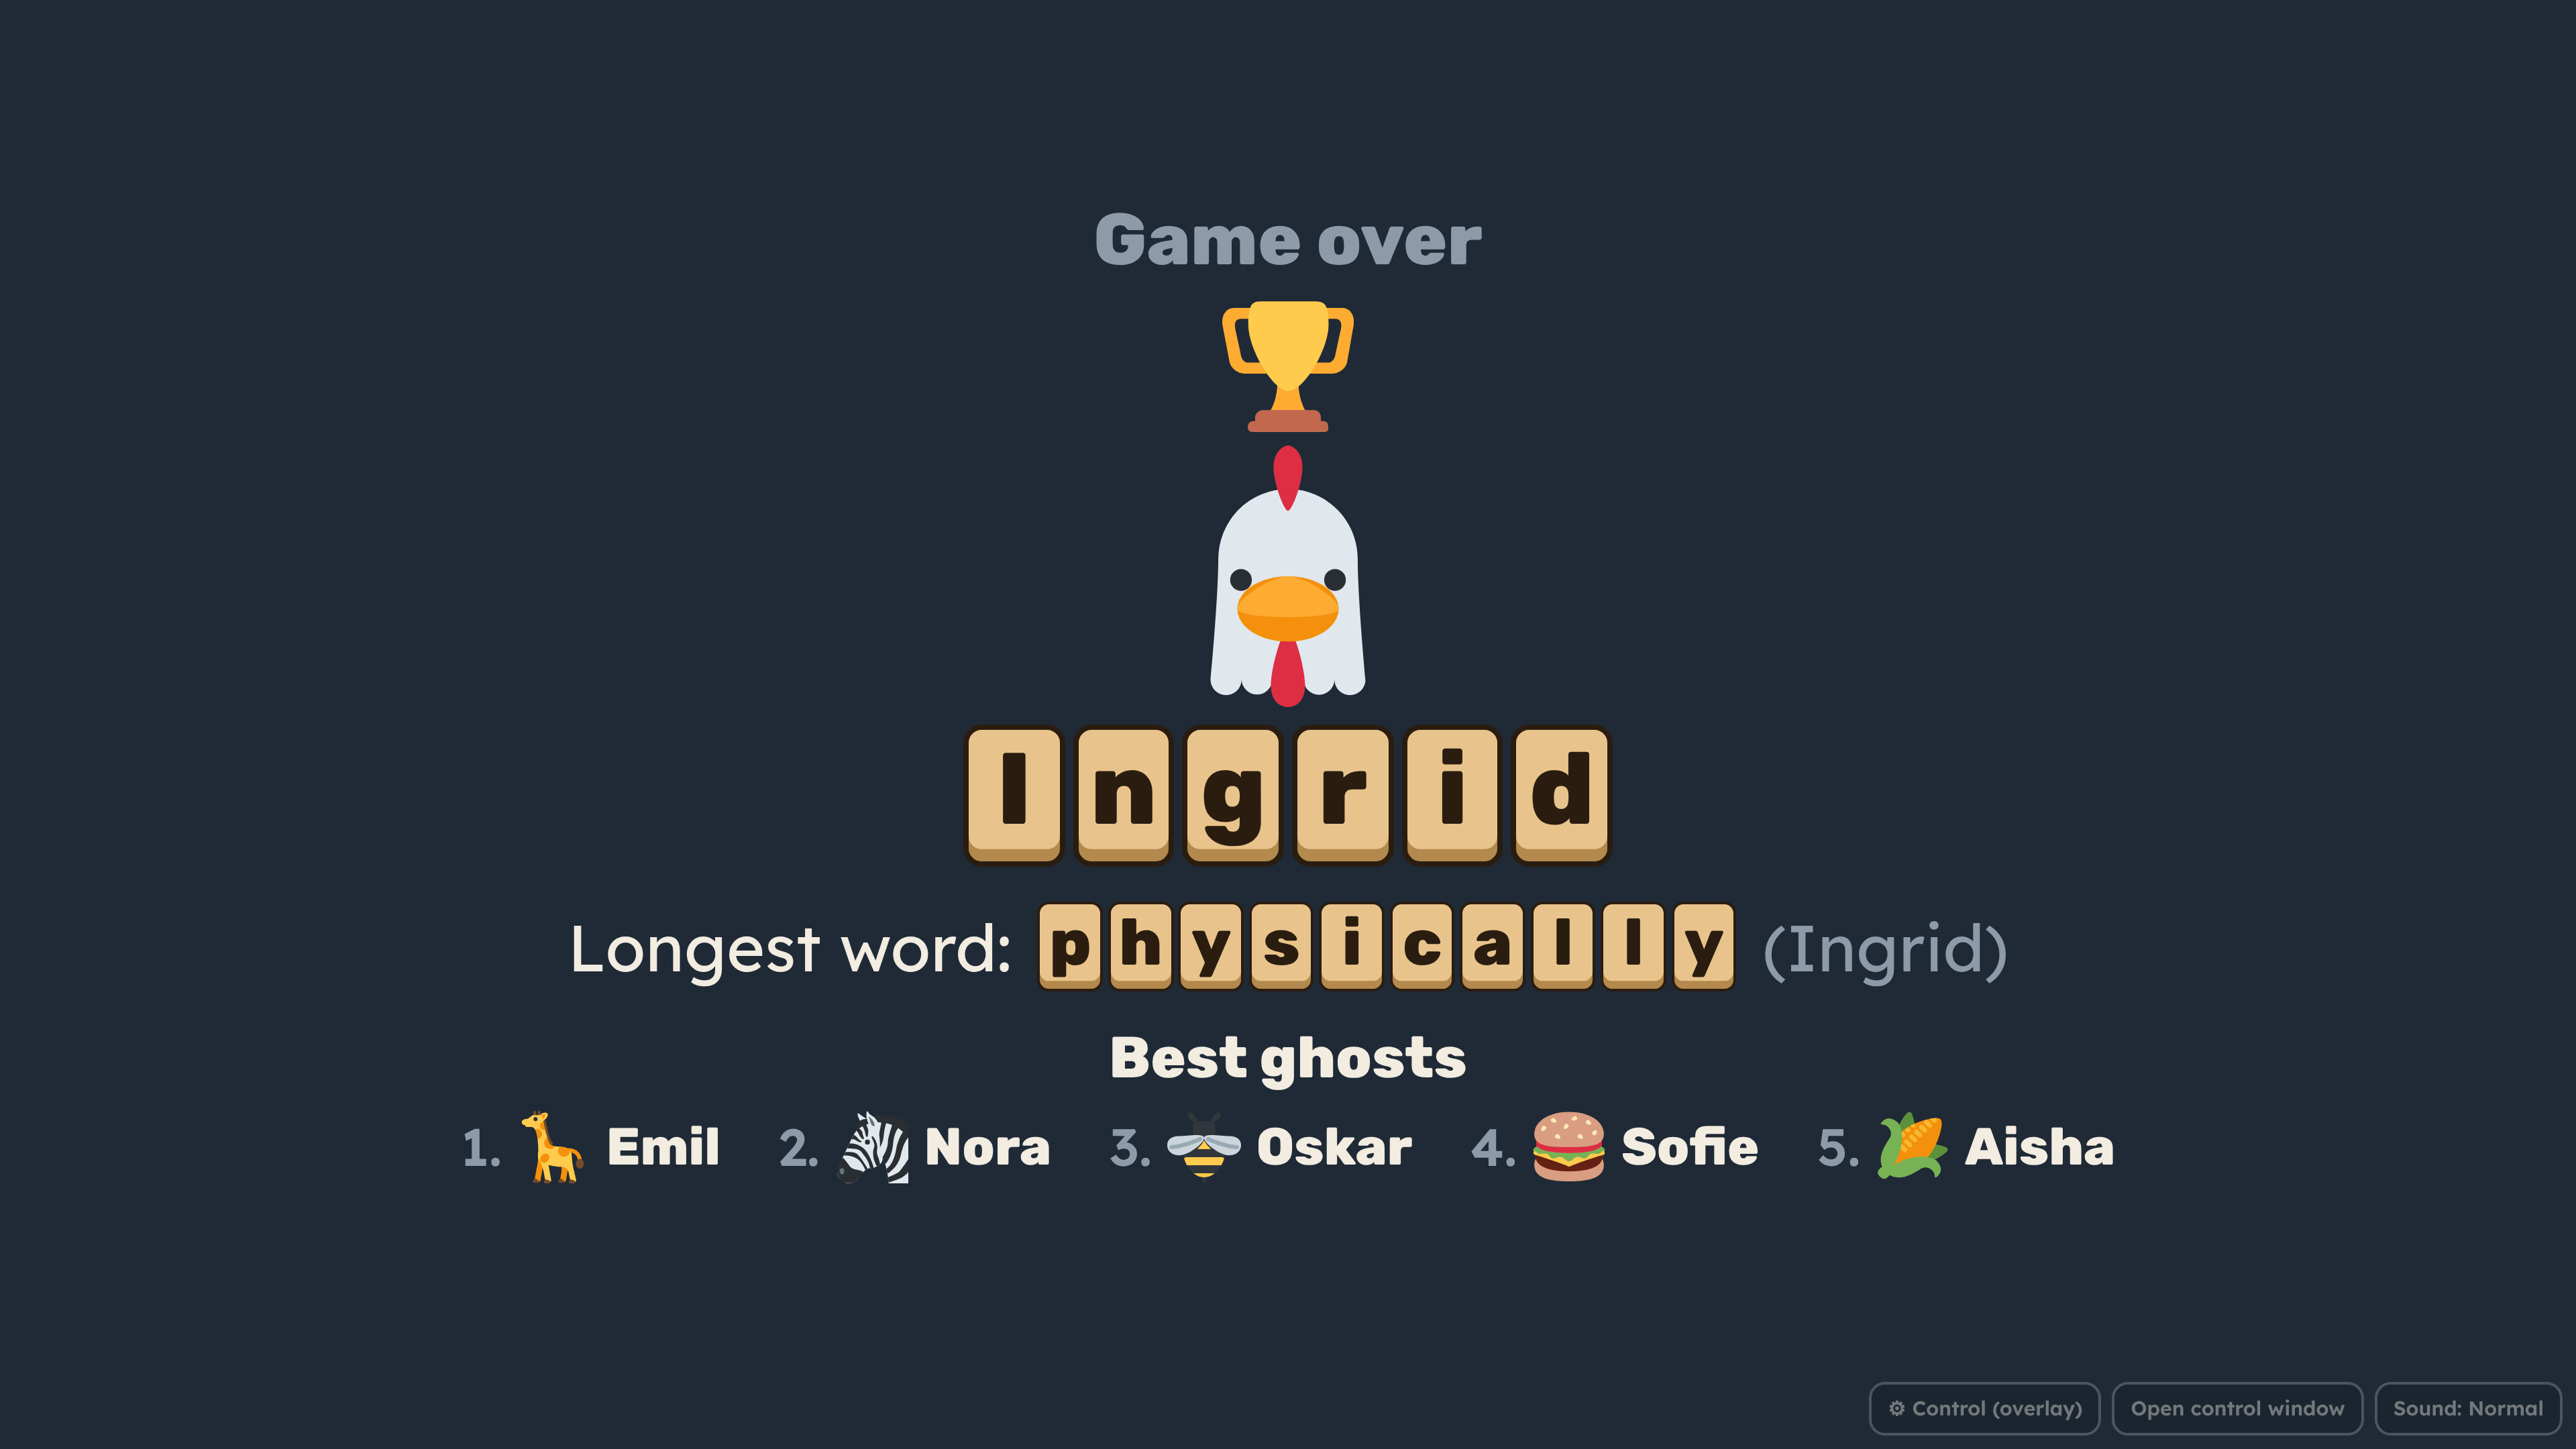 Game over
Ingrid
Longest word: physically (Ingrid)
Best ghosts
1. Emil 2. Nora 3. Oskar 4. Sofie 5. Aisha
⚙ Control (overlay) Open control window Sound: Normal